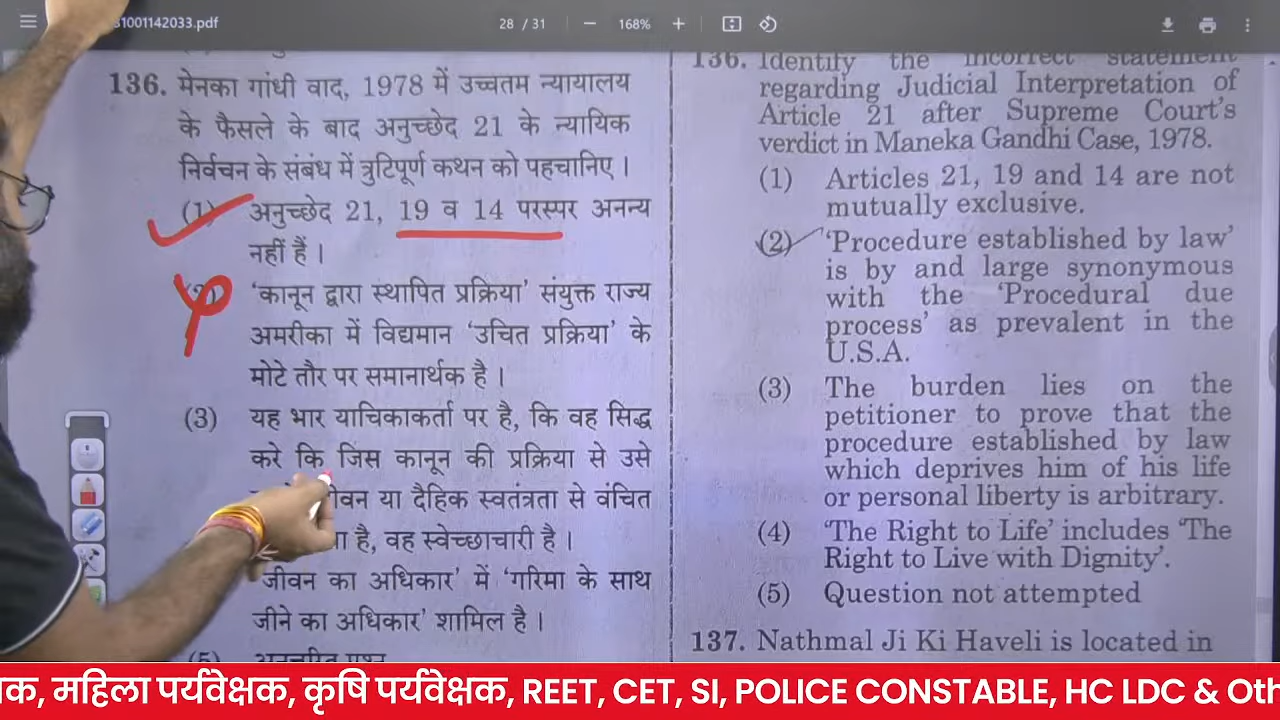 31001142033.pdf
28 / 31
168%
136. मेनका गांधी वाद, 1978 में उच्चतम न्यायालय
के फैसले के बाद अनुच्छेद 21 के न्यायिक
निर्वचन के संबंध में त्रुटिपूर्ण कथन को पहचानिए ।
(1) अनुच्छेद 21, 19 व 14 परस्पर अनन्य
नहीं हैं ।
'कानून द्वारा स्थापित प्रक्रिया' संयुक्त राज्य
अमरीका में विद्यमान 'उचित प्रक्रिया' के
मोटे तौर पर समानार्थक है ।
(3) यह भार याचिकाकर्ता पर है, कि वह सिद्ध
करे कि जिस कानून की प्रक्रिया से उसे
या दैहिक स्वतंत्रता से वंचित
है, वह स्वेच्छाचारी है ।
'जीवन का अधिकार' में 'गरिमा के साथ
जीने का अधिकार' शामिल है ।
136. Identify the incorrect statement
regarding Judicial Interpretation of
Article 21 after Supreme Court's
verdict in Maneka Gandhi Case, 1978.
(1) Articles 21, 19 and 14 are not
mutually exclusive.
(2) 'Procedure established by law'
is by and large synonymous
with the 'Procedural due
process' as prevalent in the
U.S.A.
(3) The burden lies on the
petitioner to prove that the
procedure established by law
which deprives him of his life
or personal liberty is arbitrary.
(4) 'The Right to Life' includes 'The
Right to Live with Dignity'.
(5) Question not attempted
137. Nathmal Ji Ki Haveli is located in
क, महिला पर्यवेक्षक, कृषि पर्यवेक्षक, REET, CET, SI, POLICE CONSTABLE, HC LDC & Oth